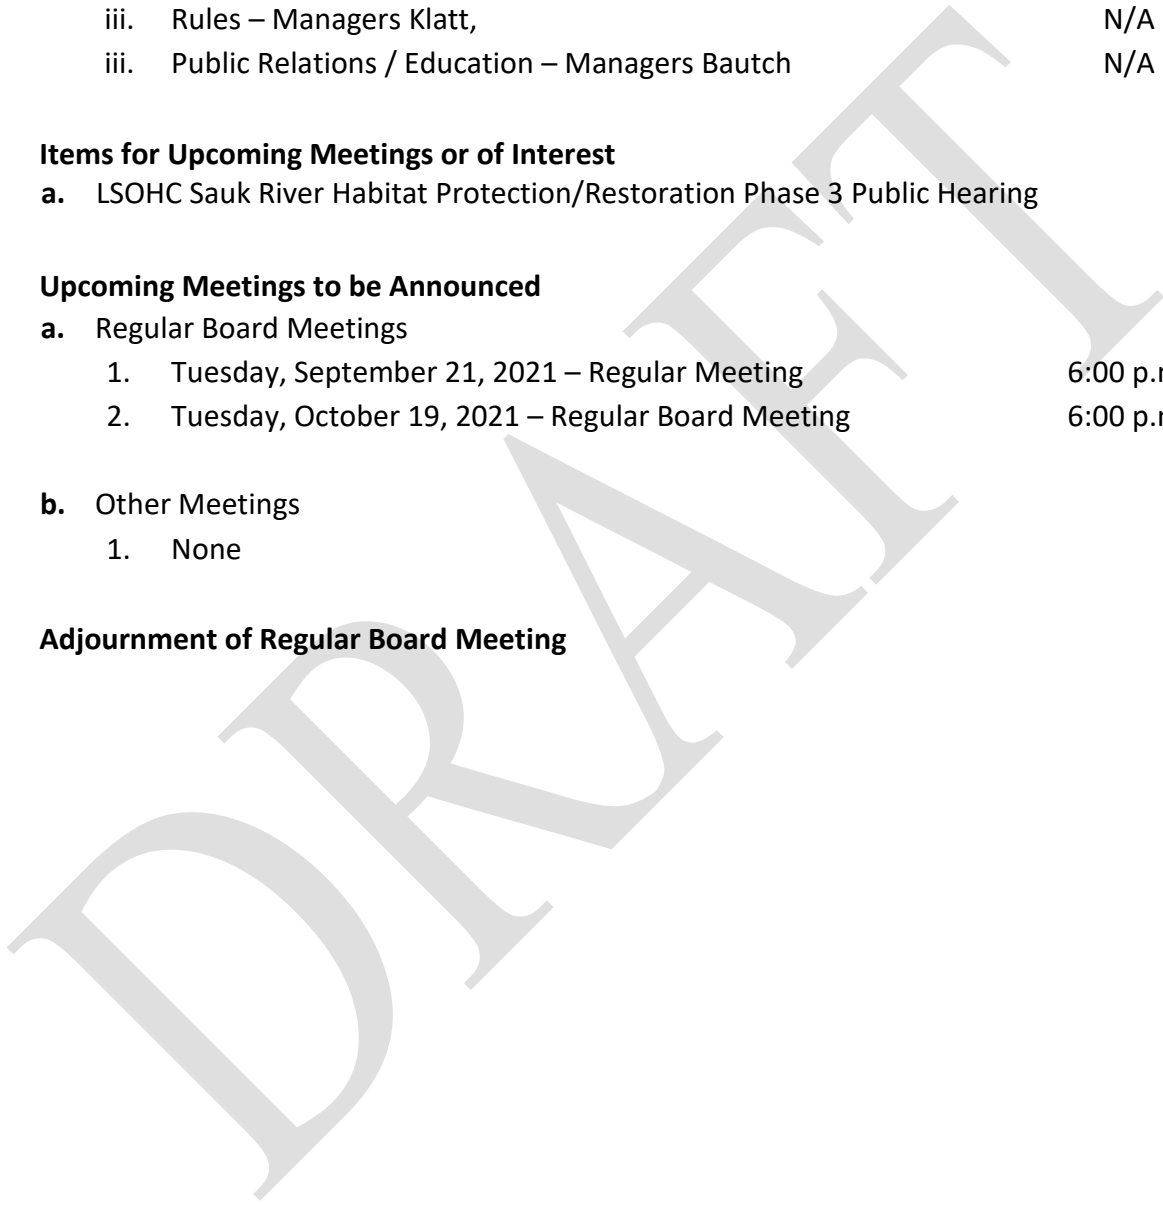 iii. Rules – Managers Klatt, N/A
iii. Public Relations / Education – Managers Bautch N/A
Items for Upcoming Meetings or of Interest
a. LSOHC Sauk River Habitat Protection/Restoration Phase 3 Public Hearing
Upcoming Meetings to be Announced
a. Regular Board Meetings
1. Tuesday, September 21, 2021 – Regular Meeting 6:00 p.
2. Tuesday, October 19, 2021 – Regular Board Meeting 6:00 p.
b. Other Meetings
1. None
Adjournment of Regular Board Meeting
DRAFT